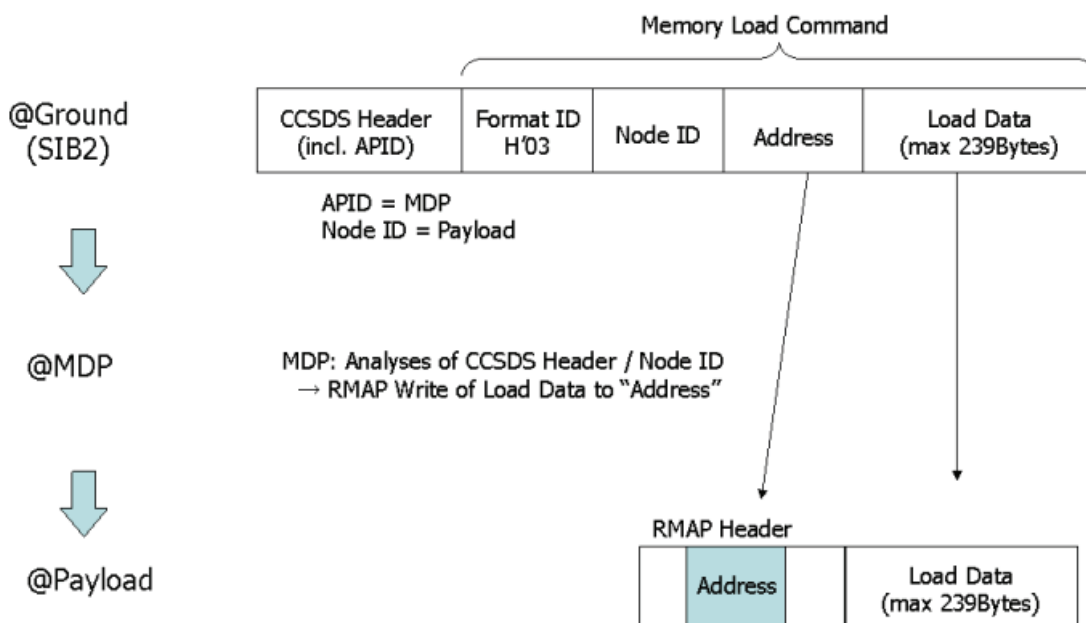 Memory Load Command
@Ground
(SIB2)
CCSDS Header
(incl. APID)
Format ID
H'03
Node ID
Address
Load Data
(max 239Bytes)
APID = MDP
Node ID = Payload
@MDP
MDP: Analyses of CCSDS Header / Node ID
→ RMAP Write of Load Data to “Address”
RMAP Header
@Payload
Address
Load Data
(max 239Bytes)